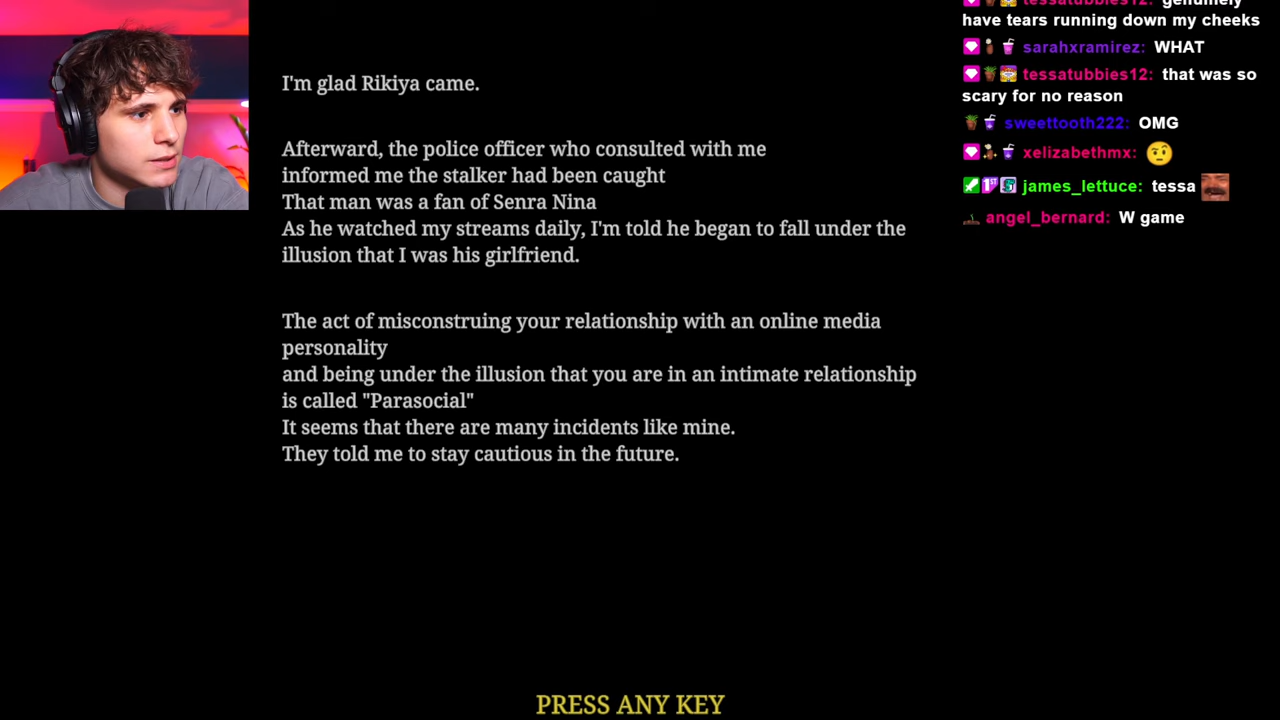 I'm glad Rikiya came.
Afterward, the police officer who consulted with me
informed me the stalker had been caught
That man was a fan of Senra Nina
As he watched my streams daily, I'm told he began to fall under the
illusion that I was his girlfriend.
The act of misconstruing your relationship with an online media
personality
and being under the illusion that you are in an intimate relationship
is called "Parasocial"
It seems that there are many incidents like mine.
They told me to stay cautious in the future.
PRESS ANY KEY
tessatubbies12: genuinely
have tears running down my cheeks
sarahxramirez: WHAT
tessatubbies12: that was so
scary for no reason
sweettooth222: OMG
xelizabethmx:
james_lettuce: tessa
angel_bernard: W game